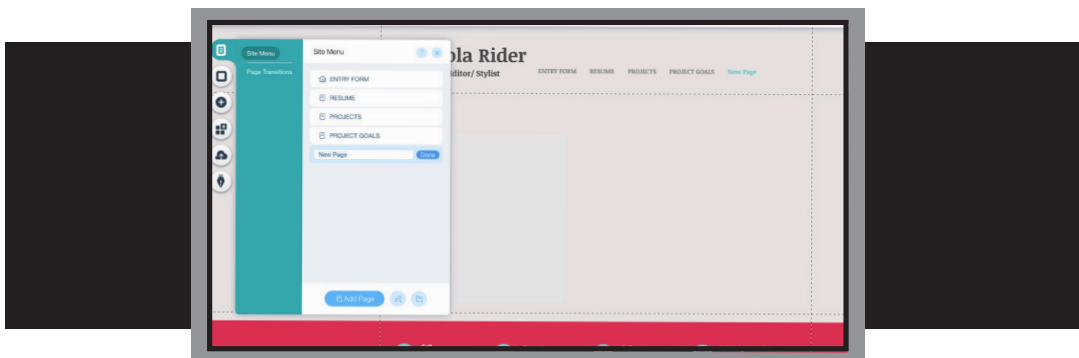 Site Menu
Page Transitions
Site Menu
?
ENTRY FORM
RESUME
PROJECTS
PROJECT GOALS
New Page
Done
Add Page
ola Rider
Editor/ Stylist
ENTRY FORM RESUME PROJECTS PROJECT GOALS New Page